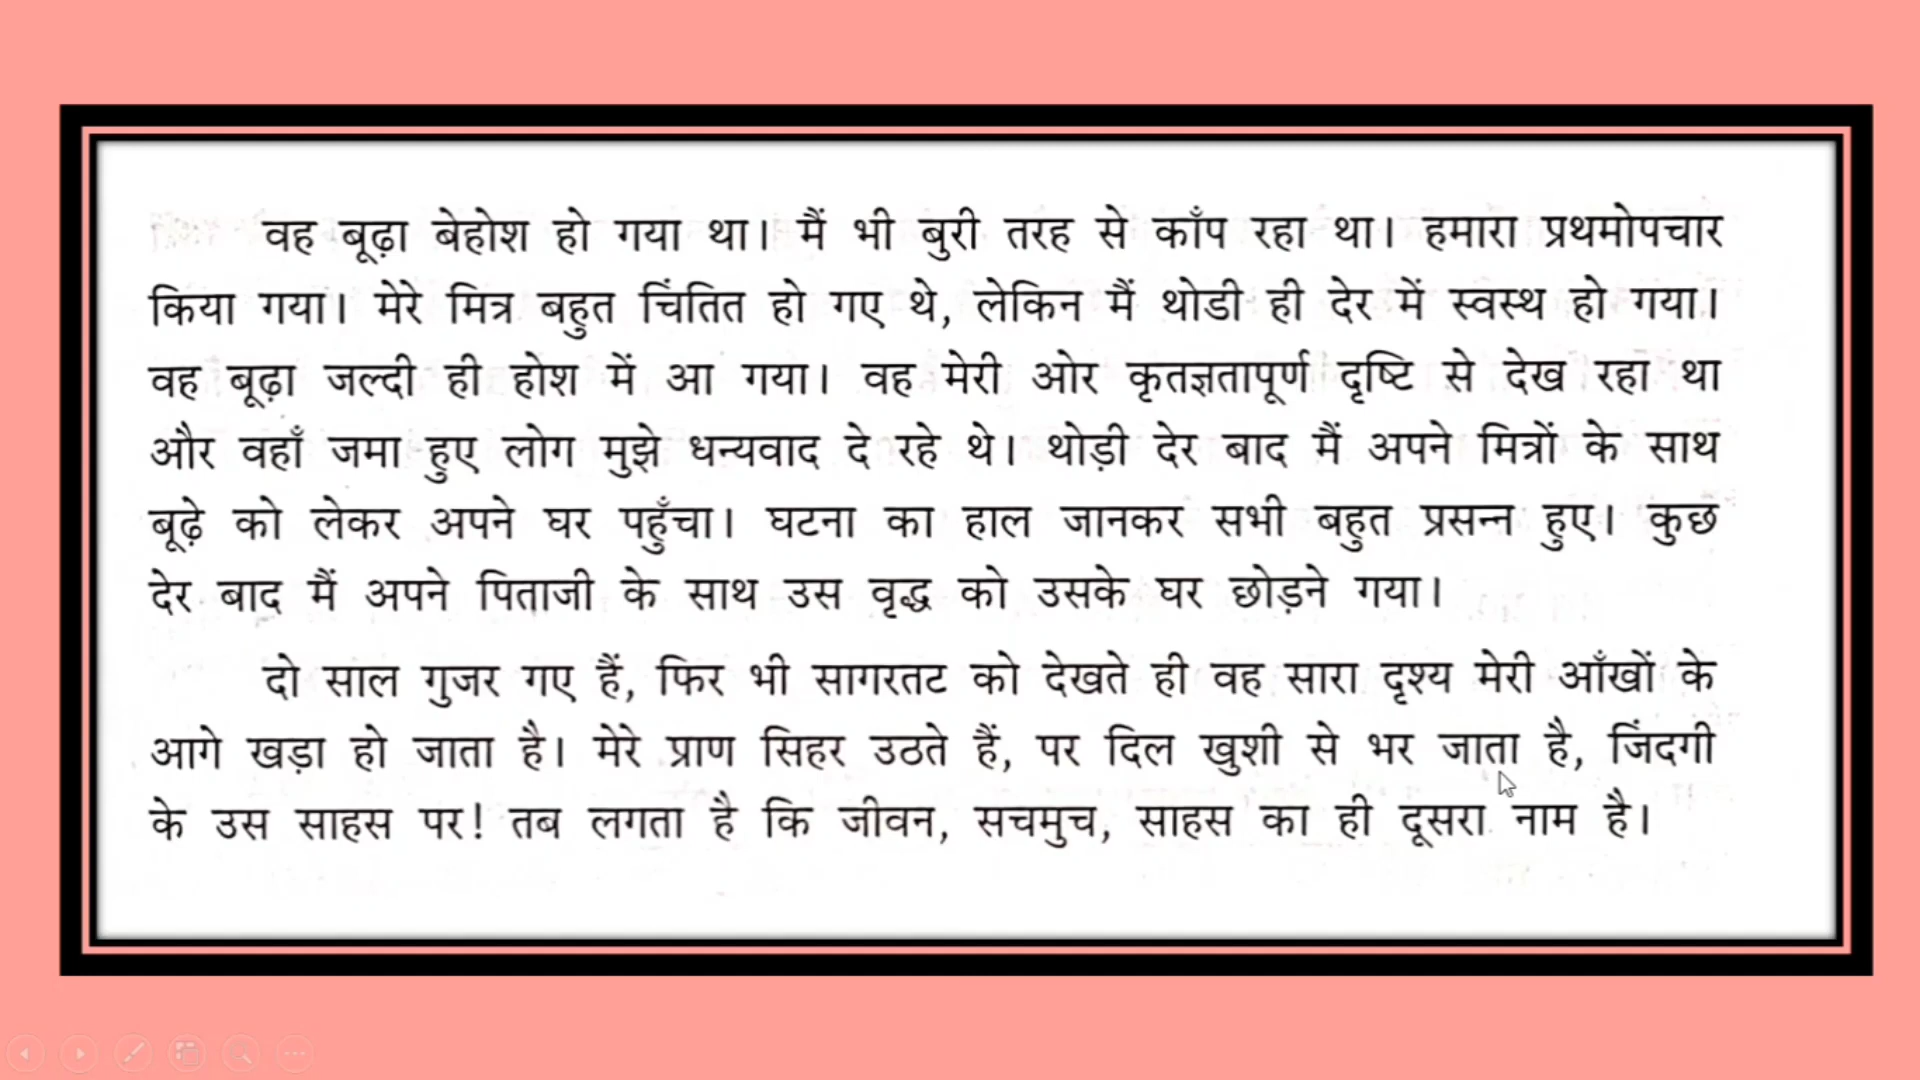 वह बूढ़ा बेहोश हो गया था। मैं भी बुरी तरह से काँप रहा था। हमारा प्रथमोपचार
किया गया। मेरे मित्र बहुत चिंतित हो गए थे, लेकिन मैं थोडी ही देर में स्वस्थ हो गया।
वह बूढ़ा जल्दी ही होश में आ गया। वह मेरी ओर कृतज्ञतापूर्ण दृष्टि से देख रहा था
और वहाँ जमा हुए लोग मुझे धन्यवाद दे रहे थे। थोड़ी देर बाद मैं अपने मित्रों के साथ
बूढ़े को लेकर अपने घर पहुँचा। घटना का हाल जानकर सभी बहुत प्रसन्न हुए। कुछ
देर बाद मैं अपने पिताजी के साथ उस वृद्ध को उसके घर छोड़ने गया।
दो साल गुजर गए हैं, फिर भी सागरतट को देखते ही वह सारा दृश्य मेरी आँखों के
आगे खड़ा हो जाता है। मेरे प्राण सिहर उठते हैं, पर दिल खुशी से भर जाता है, जिंदगी
के उस साहस पर! तब लगता है कि जीवन, सचमुच, साहस का ही दूसरा नाम है।